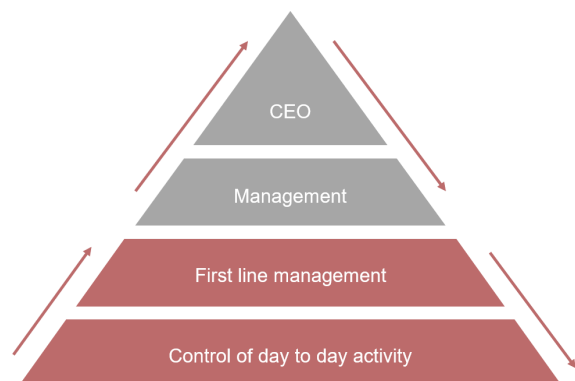 CEO
Management
First line management
Control of day to day activity